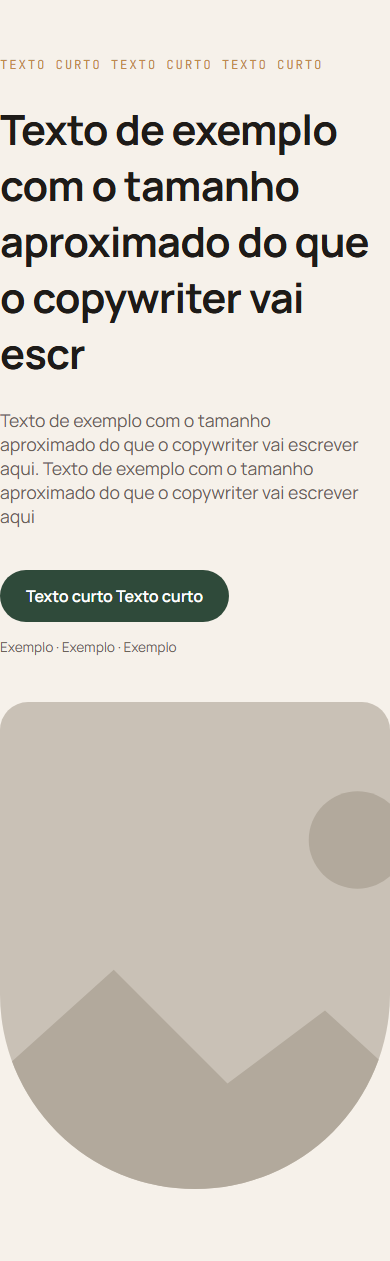 TEXTO CURTO TEXTO CURTO TEXTO CURTO
Texto de exemplo
com o tamanho
aproximado do que
o copywriter vai
escr
Texto de exemplo com o tamanho
aproximado do que o copywriter vai escrever
aqui. Texto de exemplo com o tamanho
aproximado do que o copywriter vai escrever
aqui
Texto curto Texto curto
Exemplo · Exemplo · Exemplo